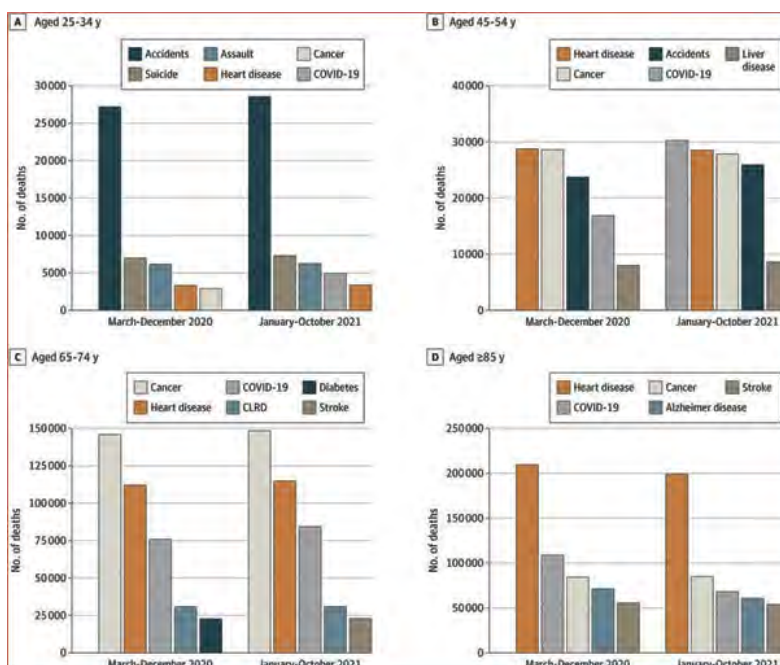 A Aged 25-34 y
Accidents Assault Cancer
Suicide Heart disease COVID-19
30000
25000
20000
15000
10000
5000
0
No. of deaths
March-December 2020 January-October 2021
B Aged 45-54 y
Heart disease Accidents Liver disease
Cancer COVID-19
40000
30000
20000
10000
0
No. of deaths
March-December 2020 January-October 2021
C Aged 65-74 y
Cancer COVID-19 Diabetes
Heart disease CLRD Stroke
150000
125000
100000
75000
50000
25000
0
No. of deaths
March-December 2020 January-October 2021
D Aged ≥85 y
Heart disease Cancer Stroke
COVID-19 Alzheimer disease
250000
200000
150000
100000
50000
0
No. of deaths
March-December 2020 January-October 2021